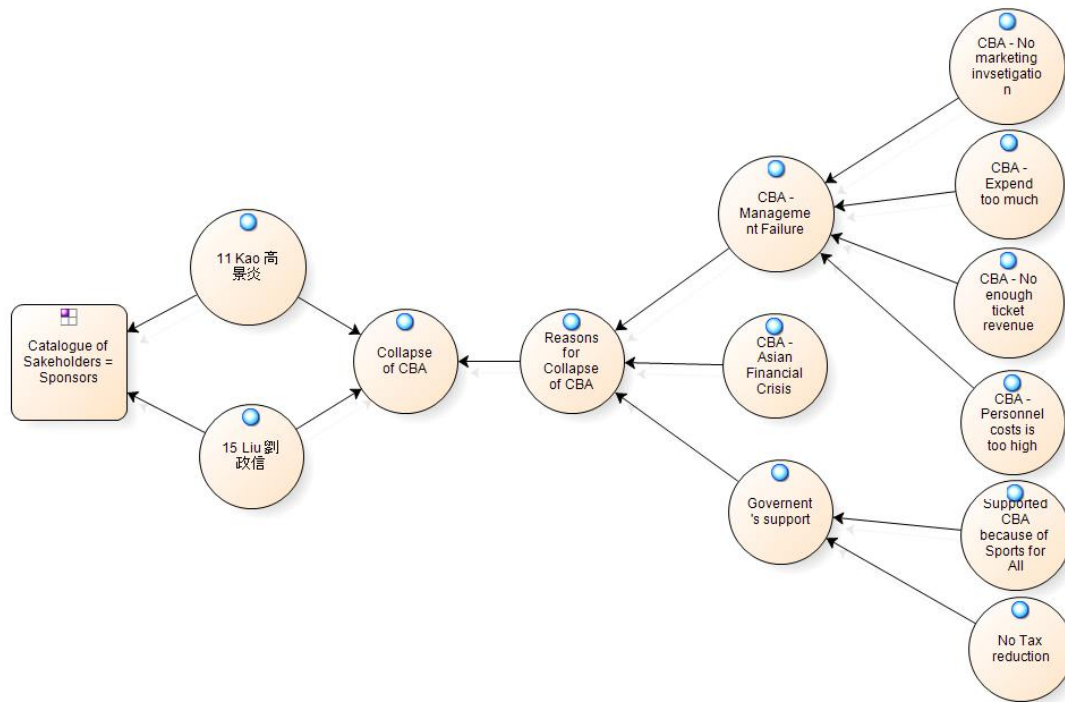 CBA - No
marketing
invsetigatio
n
CBA -
Expend
too much
CBA -
Manageme
nt Failure
11 Kao 高
景炎
CBA - No
enough
ticket
revenue
Catalogue of
Sakeholders =
Sponsors
Collapse
of CBA
Reasons
for
Collapse
of CBA
CBA -
Asian
Financial
Crisis
CBA -
Personnel
costs is
too high
15 Liu 劉
政信
Governent
's support
Supported
CBA
because of
Sports for
All
No Tax
reduction